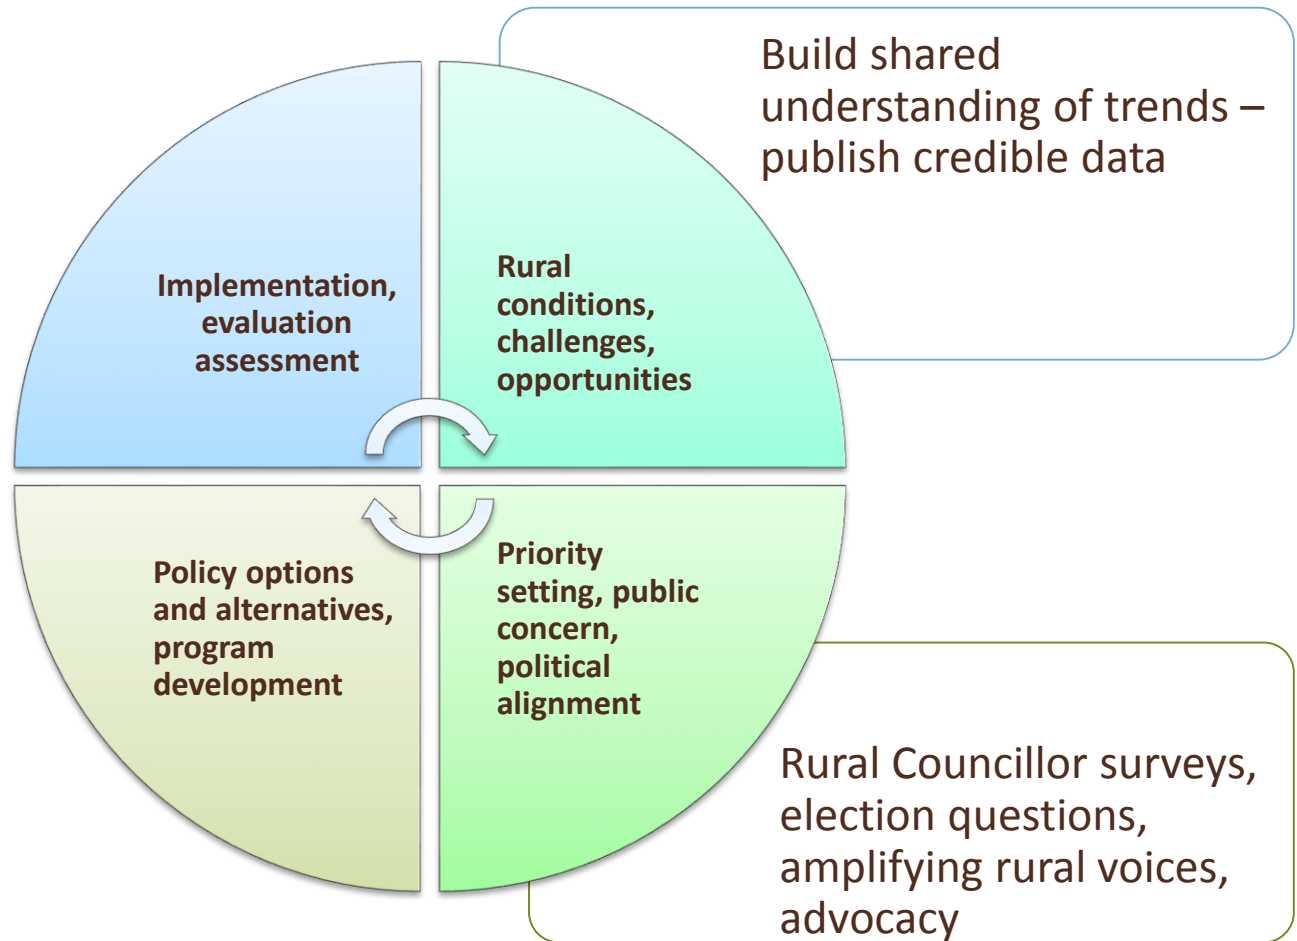 Build shared
understanding of trends –
publish credible data
Implementation,
evaluation
assessment
Rural
conditions,
challenges,
opportunities
Policy options
and alternatives,
program
development
Priority
setting, public
concern,
political
alignment
Rural Councillor surveys,
election questions,
amplifying rural voices,
advocacy